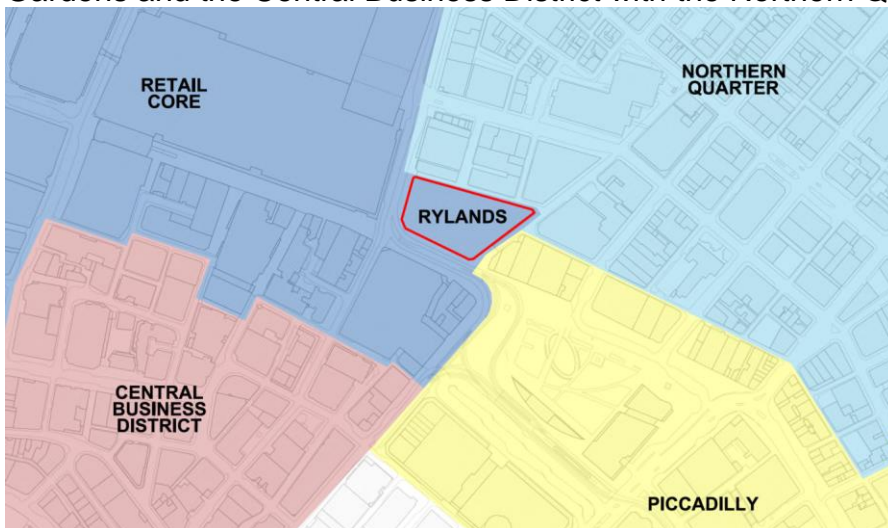 Gardens and the Central Business District with the Northern Q
RETAIL
CORE
NORTHERN
QUARTER
RYLANDS
CENTRAL
BUSINESS
DISTRICT
PICCADILLY